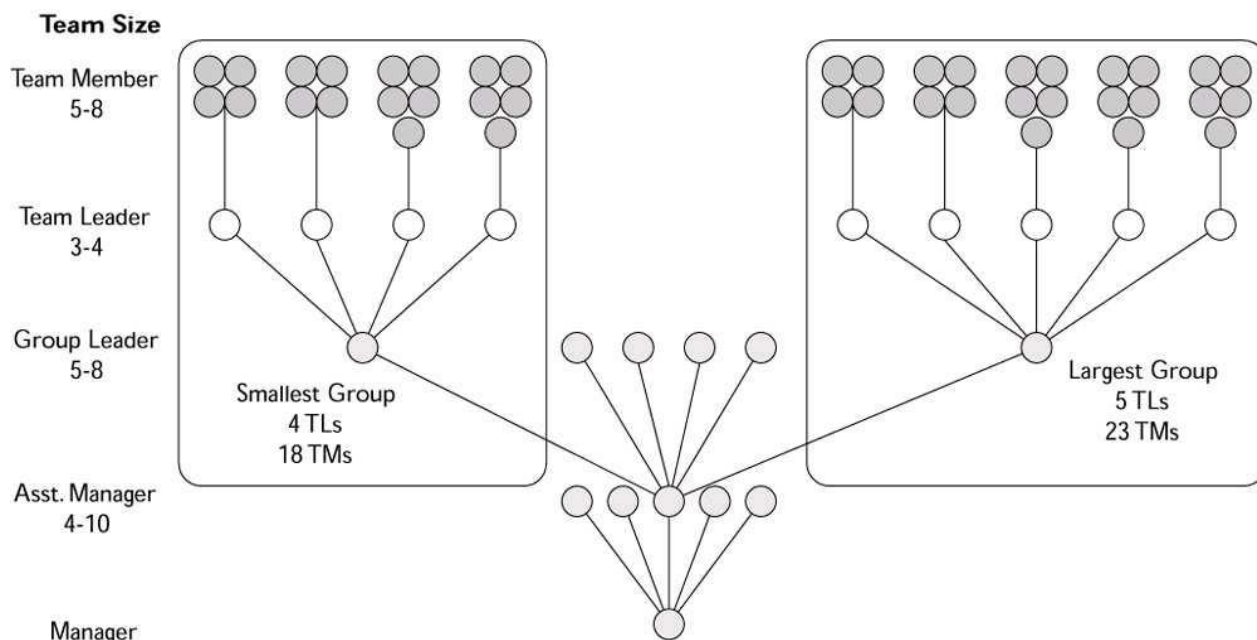 Team Size
Team Member
5-8
Team Leader
3-4
Group Leader
5-8
Smallest Group
4 TLs
18 TMs
Largest Group
5 TLs
23 TMs
Asst. Manager
4-10
Manager